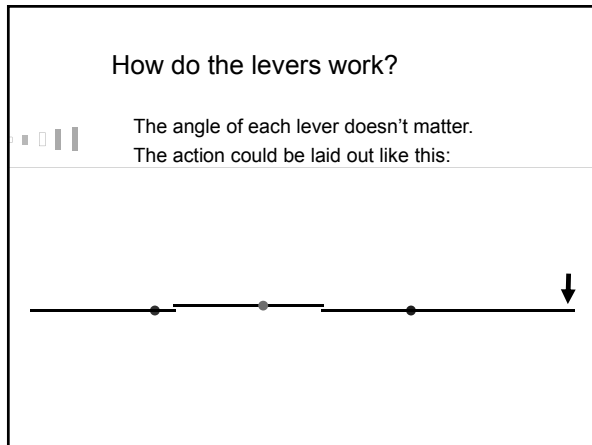 How do the levers work?
The angle of each lever doesn’t matter.
The action could be laid out like this: